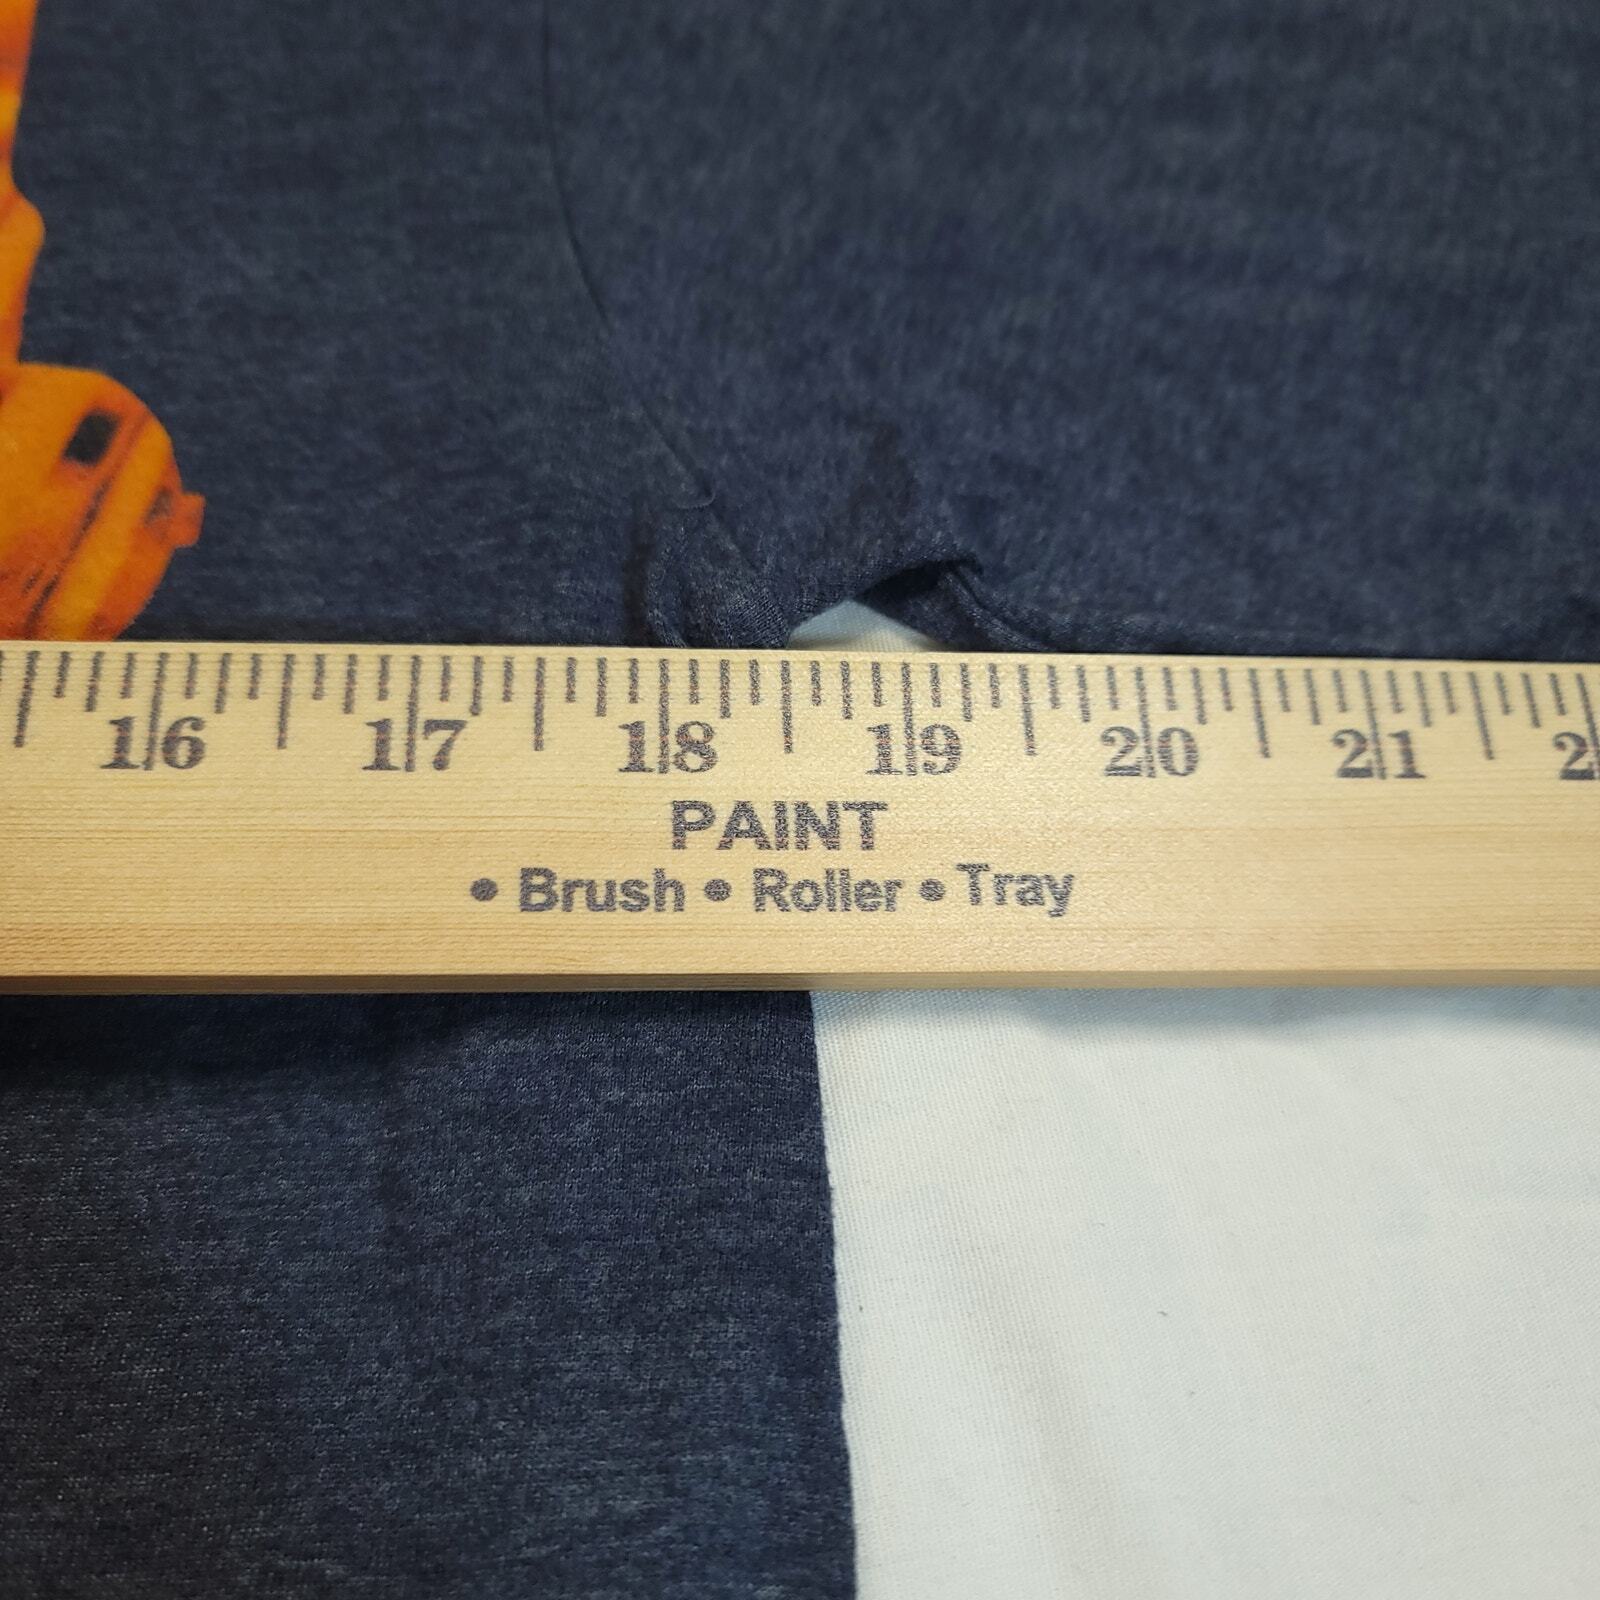 16 17 18 19 20 21 2
PAINT
• Brush • Roller • Tray